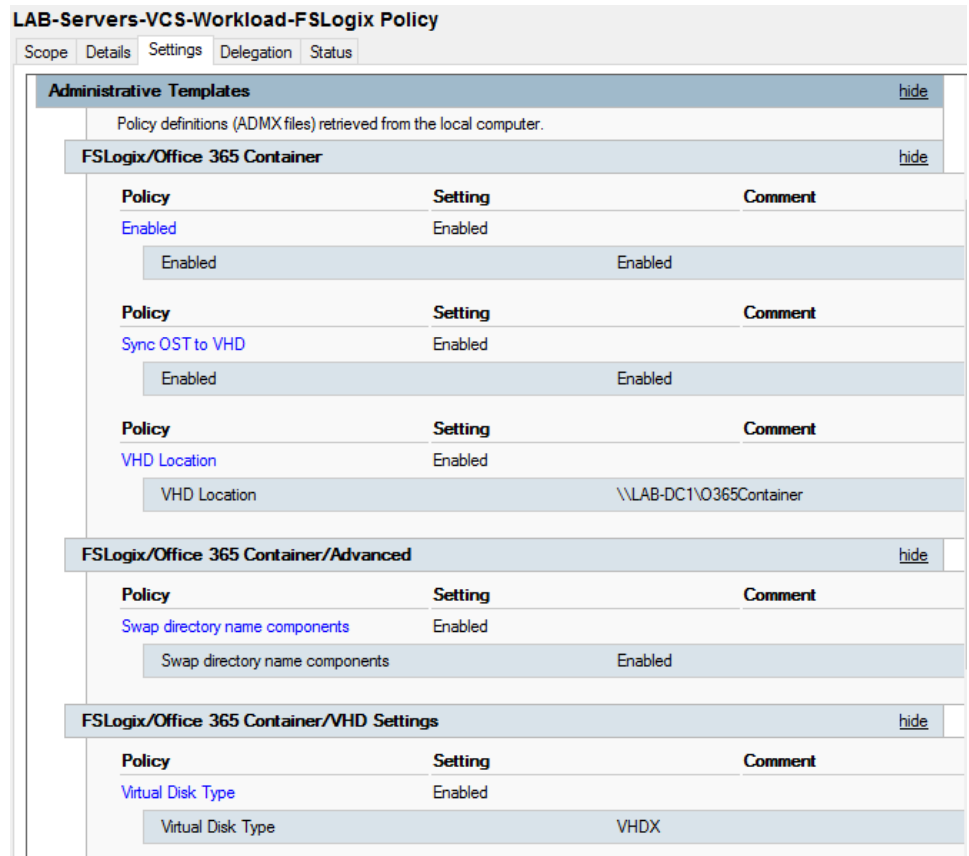 LAB-Servers-VCS-Workload-FSLogix Policy
Scope Details Settings Delegation Status
Administrative Templates hide
Policy definitions (ADMX files) retrieved from the local computer.
FSLogix/Office 365 Container hide
Policy Setting Comment
Enabled Enabled
Enabled Enabled
Policy Setting Comment
Sync OST to VHD Enabled
Enabled Enabled
Policy Setting Comment
VHD Location Enabled
VHD Location \\LAB-DC1\O365Container
FSLogix/Office 365 Container/Advanced hide
Policy Setting Comment
Swap directory name components Enabled
Swap directory name components Enabled
FSLogix/Office 365 Container/VHD Settings hide
Policy Setting Comment
Virtual Disk Type Enabled
Virtual Disk Type VHDX